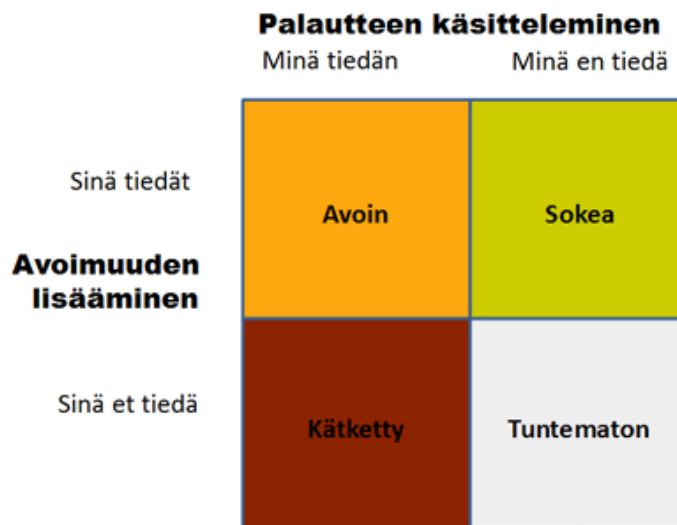 Palautteen käsitteleminen
Minä tiedän
Minä en tiedä
Sinä tiedät
Avoin
Sokea
Avoimuuden
lisääminen
Sinä et tiedä
Kätketty
Tuntematon